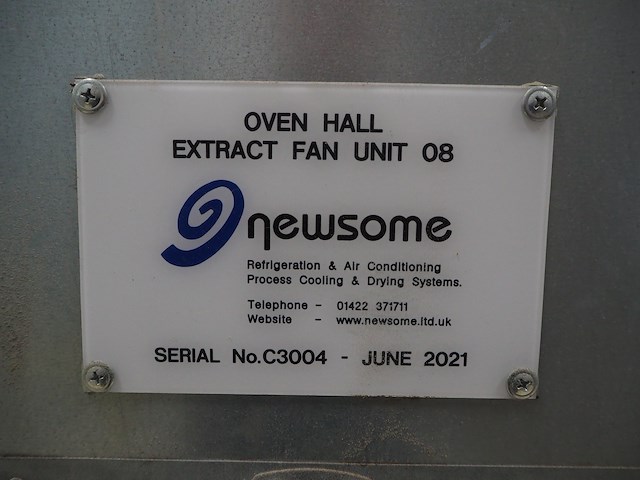 OVEN HALL
EXTRACT FAN UNIT 08
newsome
Refrigeration & Air Conditioning
Process Cooling & Drying Systems.
Telephone - 01422 371711
Website - www.newsome.ltd.uk
SERIAL No.C3004 - JUNE 2021